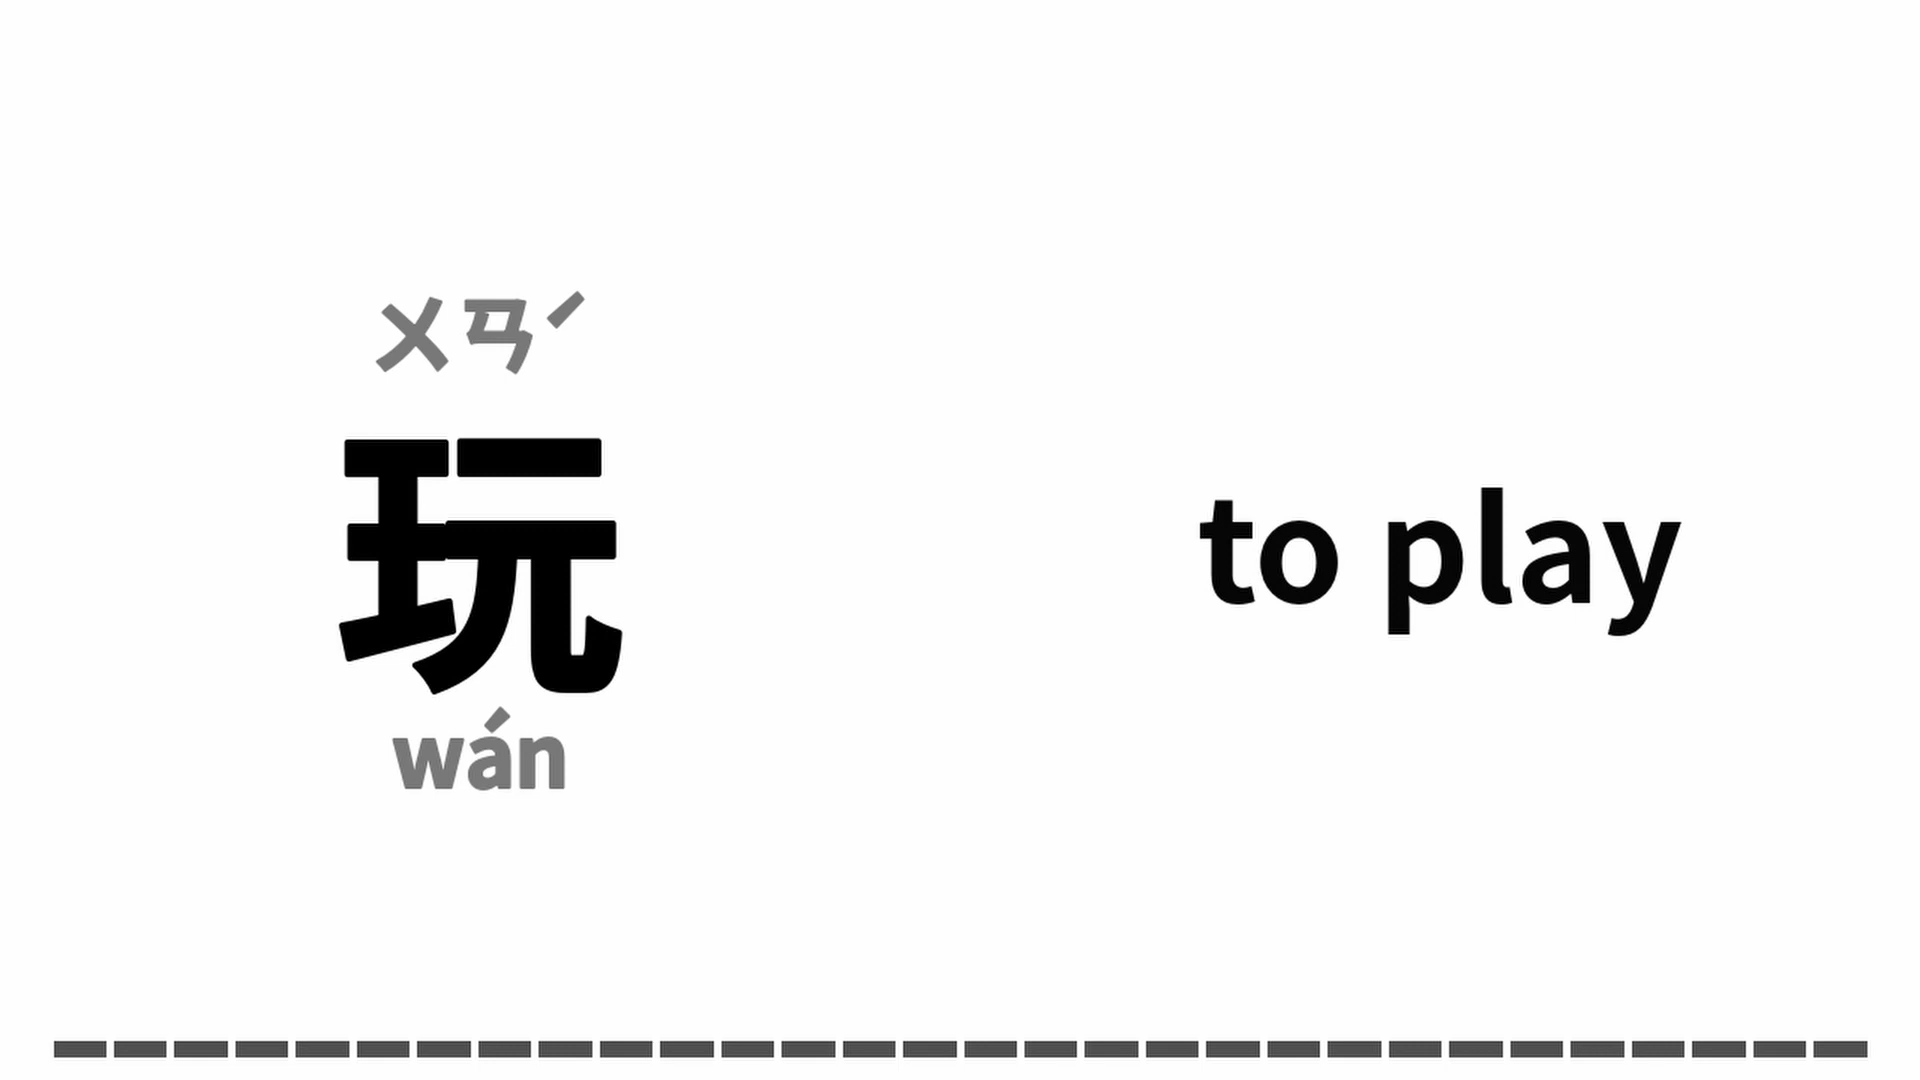 ㄨㄢˊ
玩
wán
to play